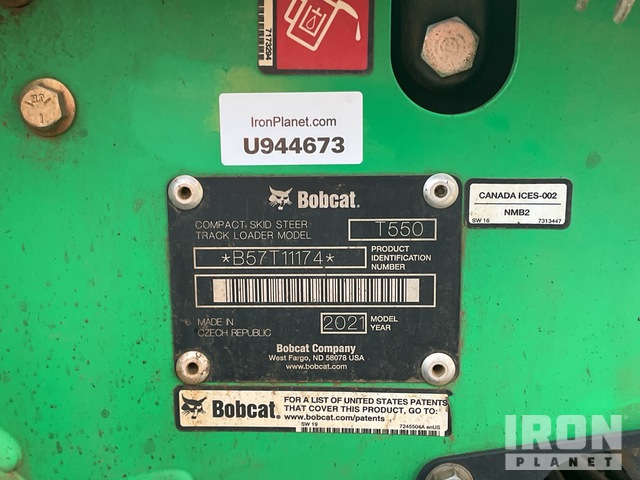 7173294
IronPlanet.com
U944673
Bobcat.
COMPACT SKID STEER
TRACK LOADER MODEL
T550
*B57T11174*
PRODUCT
IDENTIFICATION
NUMBER
MADE IN
CZECH REPUBLIC
2021
MODEL
YEAR
Bobcat Company
West Fargo, ND 58078 USA
www.bobcat.com
CANADA ICES-002
NMB2
SW 16
7313447
Bobcat.
FOR A LIST OF UNITED STATES PATENTS
THAT COVER THIS PRODUCT, GO TO:
www.bobcat.com/patents
SW 19
7245504A enUS
IRON
PLANET